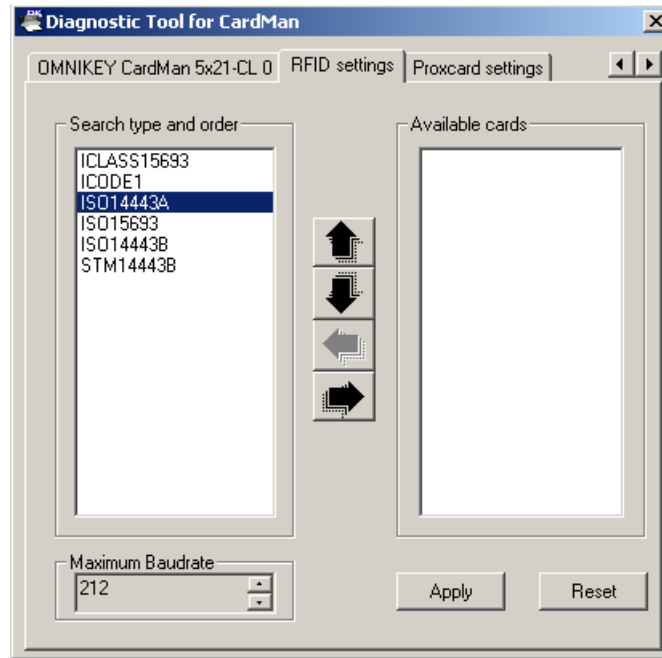 Diagnostic Tool for CardMan
OMNIKEY CardMan 5x21-CL 0
RFID settings
Proxcard settings
Search type and order
Available cards
ICLASS15693
ICODE1
ISO14443A
ISO15693
ISO14443B
STM14443B
Maximum Baudrate
212
Apply
Reset